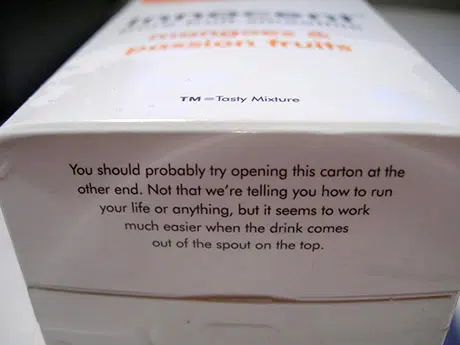 innocent
mangoes &
passion fruits
TM = Tasty Mixture
You should probably try opening this carton at the
other end. Not that we're telling you how to run
your life or anything, but it seems to work
much easier when the drink comes
out of the spout on the top.